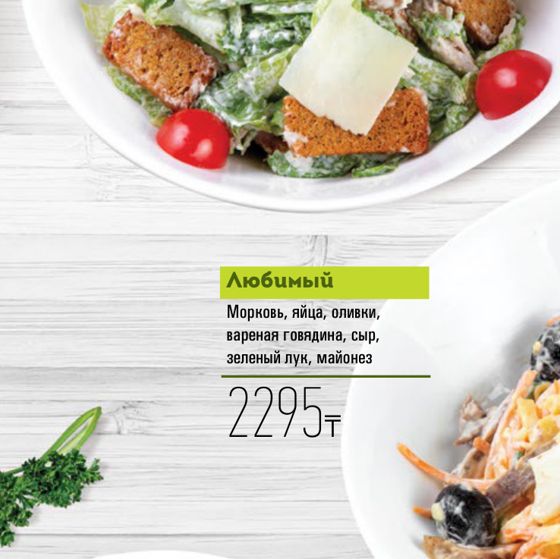 Любимый
Морковь, яйца, оливки,
вареная говядина, сыр,
зеленый лук, майонез
2295₸